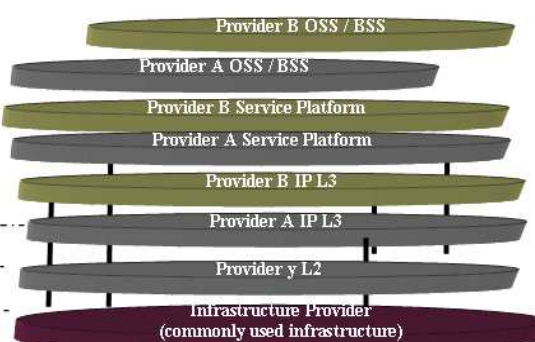 Provider B OSS / BSS
Provider A OSS / BSS
Provider B Service Platform
Provider A Service Platform
Provider B IP L3
Provider A IP L3
Provider y L2
Infrastructure Provider
(commonly used infrastructure)